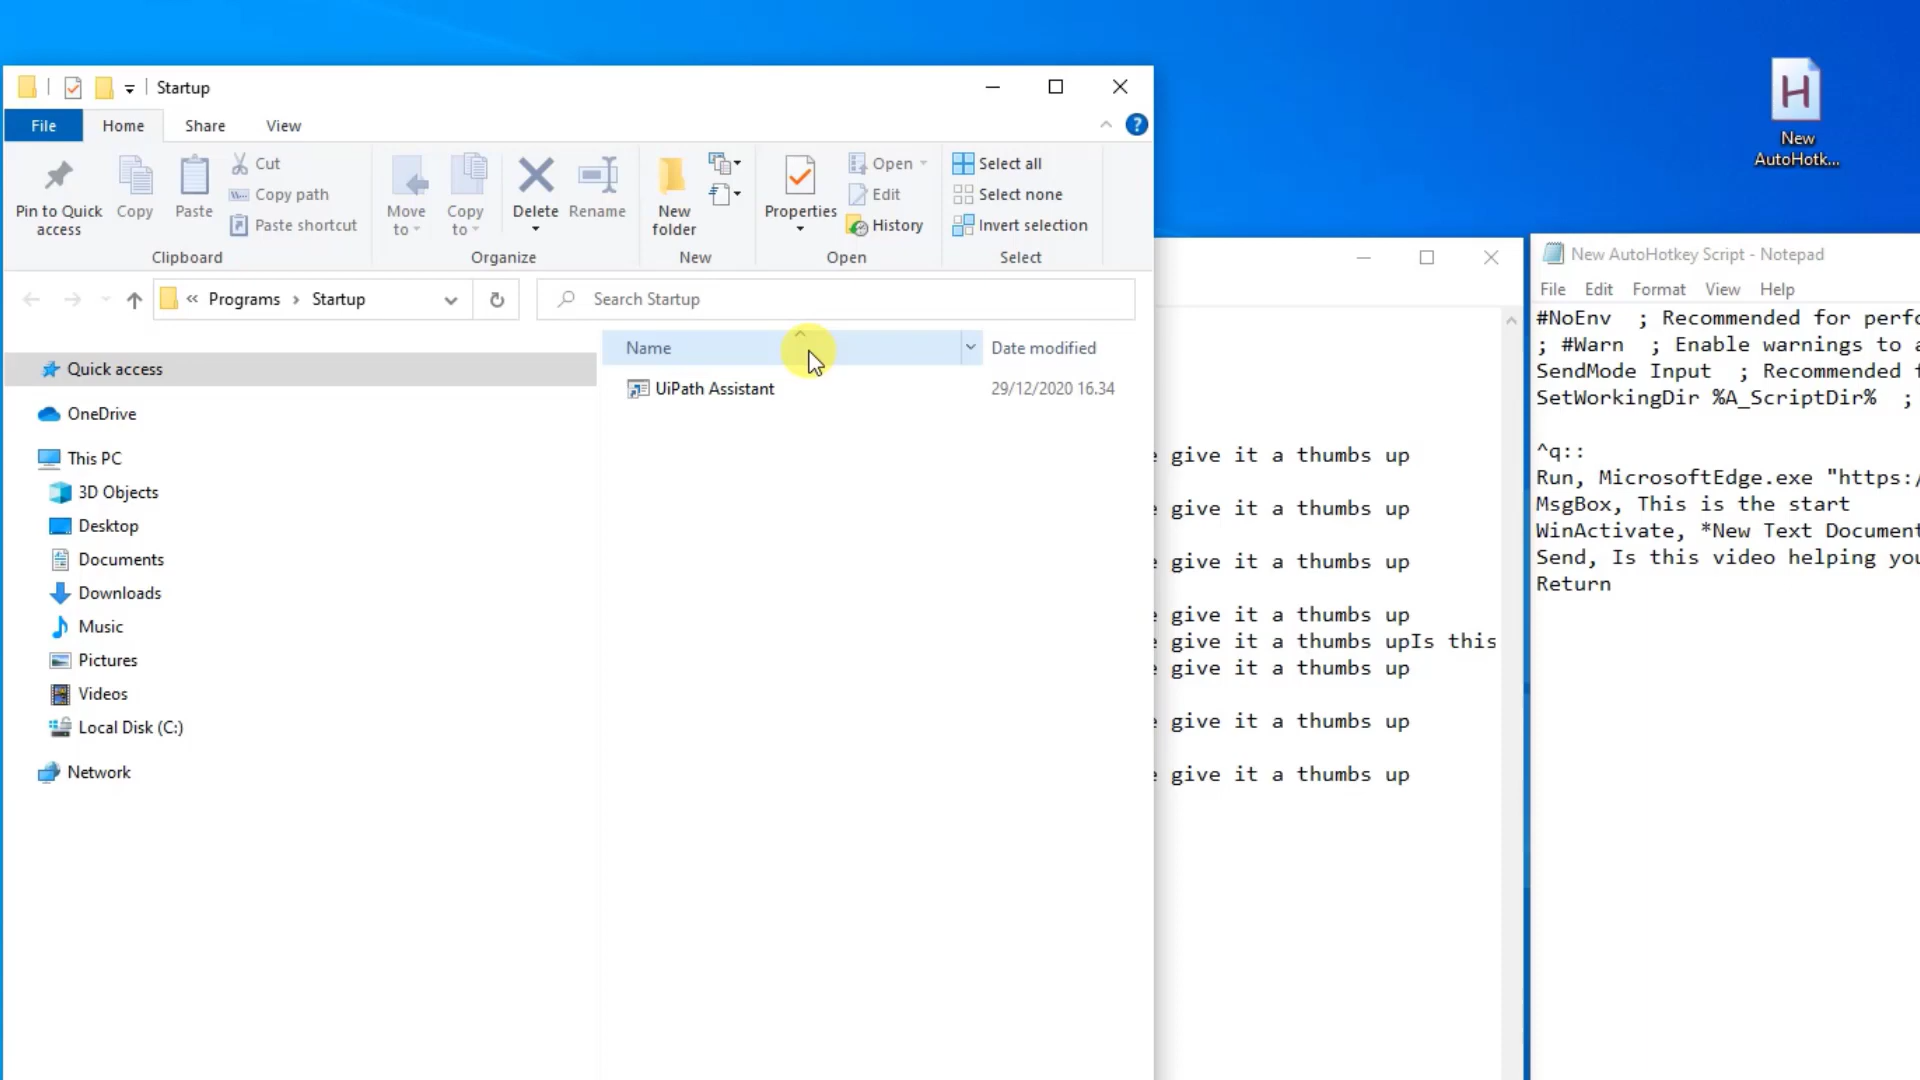 Startup
File
Home
Share
View
?
Pin to Quick
access
Copy
Paste
Cut
Copy path
Paste shortcut
Clipboard
Move
to
Copy
to
Delete
Rename
Organize
New
folder
New
Properties
Open
Edit
History
Open
Select all
Select none
Invert selection
Select
« Programs › Startup
Search Startup
Name
Date modified
UiPath Assistant
29/12/2020 16.34
Quick access
OneDrive
This PC
3D Objects
Desktop
Documents
Downloads
Music
Pictures
Videos
Local Disk (C:)
Network
give it a thumbs up
give it a thumbs up
give it a thumbs up
give it a thumbs up
give it a thumbs upIs this
give it a thumbs up
give it a thumbs up
give it a thumbs up
H
New
AutoHotk...
New AutoHotkey Script - Notepad
File Edit Format View Help
#NoEnv  ; Recommended for perfo
; #Warn  ; Enable warnings to a
SendMode Input  ; Recommended f
SetWorkingDir %A_ScriptDir%  ;
^q::
Run, MicrosoftEdge.exe "https:/
MsgBox, This is the start
WinActivate, *New Text Document
Send, Is this video helping you
Return